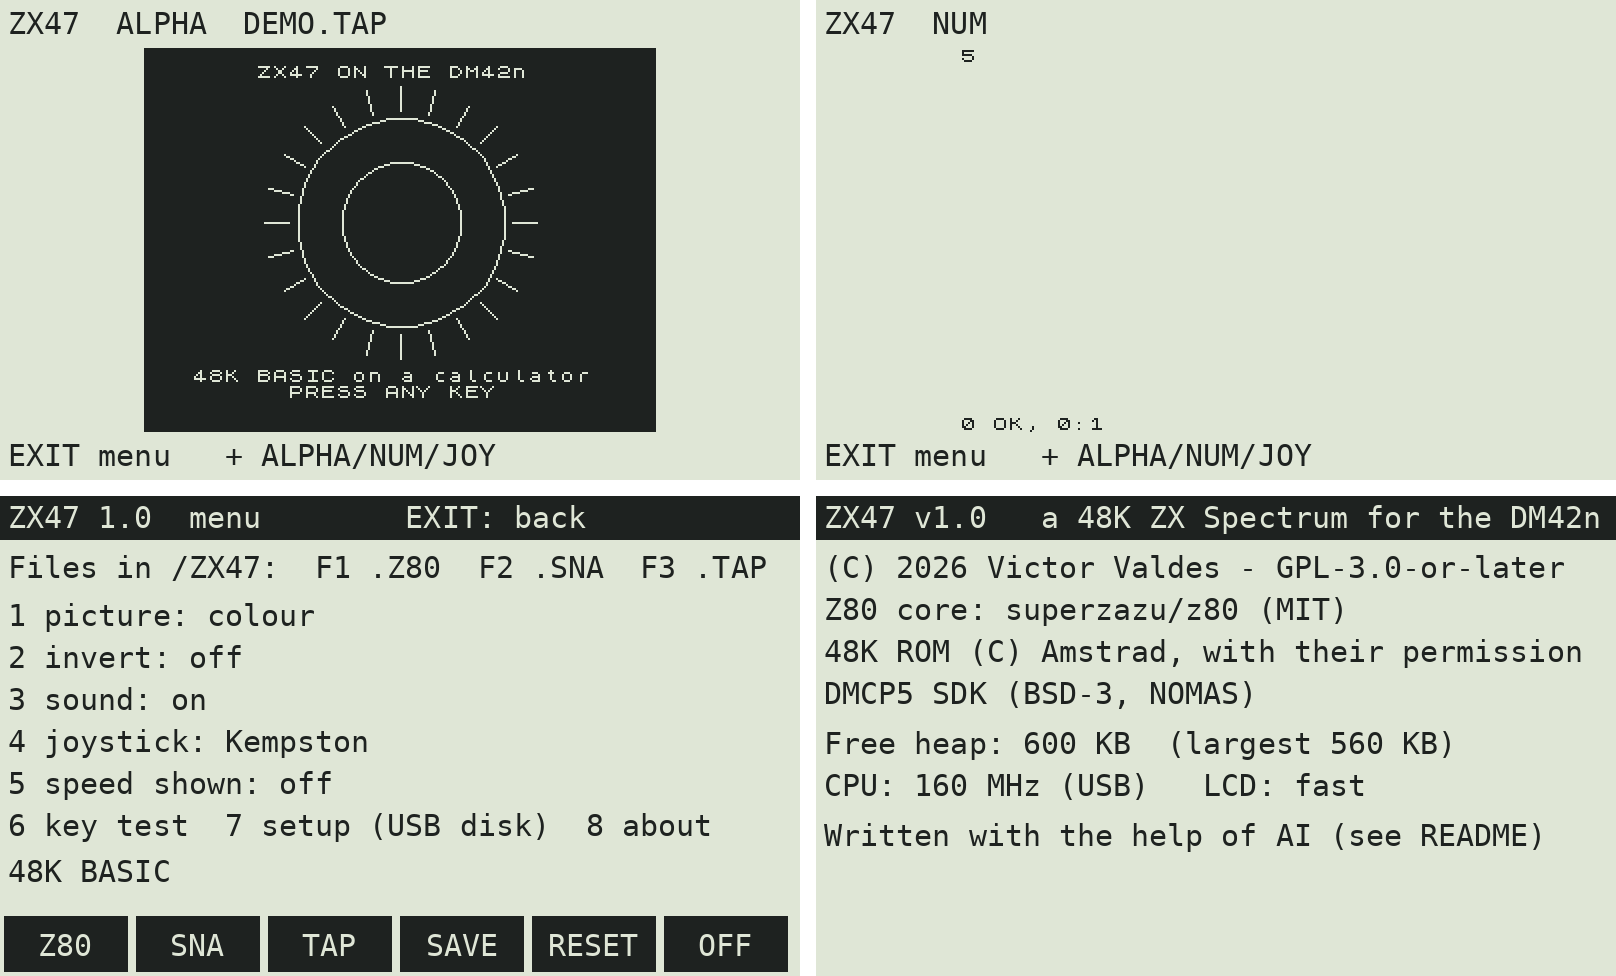 ZX47  ALPHA  DEMO.TAP
ZX47 ON THE DM42n
48K BASIC on a calculator
PRESS ANY KEY
EXIT menu   + ALPHA/NUM/JOY
ZX47  NUM
5
0 OK, 0:1
EXIT menu   + ALPHA/NUM/JOY
ZX47 1.0  menu        EXIT: back
Files in /ZX47:  F1 .Z80  F2 .SNA  F3 .TAP
1 picture: colour
2 invert: off
3 sound: on
4 joystick: Kempston
5 speed shown: off
6 key test  7 setup (USB disk)  8 about
48K BASIC
Z80 SNA TAP SAVE RESET OFF
ZX47 v1.0   a 48K ZX Spectrum for the DM42n
(C) 2026 Victor Valdes - GPL-3.0-or-later
Z80 core: superzazu/z80 (MIT)
48K ROM (C) Amstrad, with their permission
DMCP5 SDK (BSD-3, NOMAS)
Free heap: 600 KB  (largest 560 KB)
CPU: 160 MHz (USB)   LCD: fast
Written with the help of AI (see README)